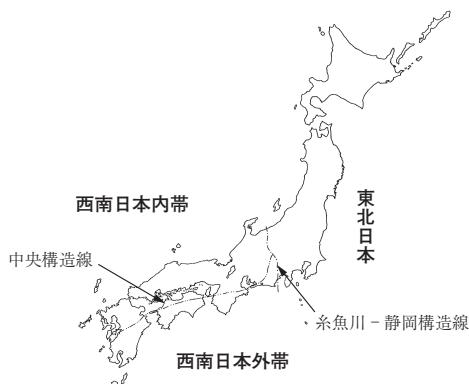 西南日本内帯
東北日本
中央構造線
糸魚川－静岡構造線
西南日本外帯